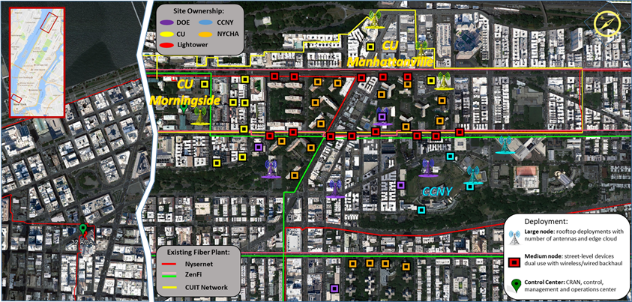 Site Ownership:
DOE
CCNY
CU
NYCHA
Lightower
CU
Manhattanville
CU
Morningside
CCNY
Existing Fiber Plant:
Nysernet
ZenFi
CUIT Network
Deployment:
Large node: rooftop deployments with
number of antennas and edge cloud
Medium node: street-level devices
dual use with wireless/wired backhaul
Control Center: CRAN, control,
management and operations center